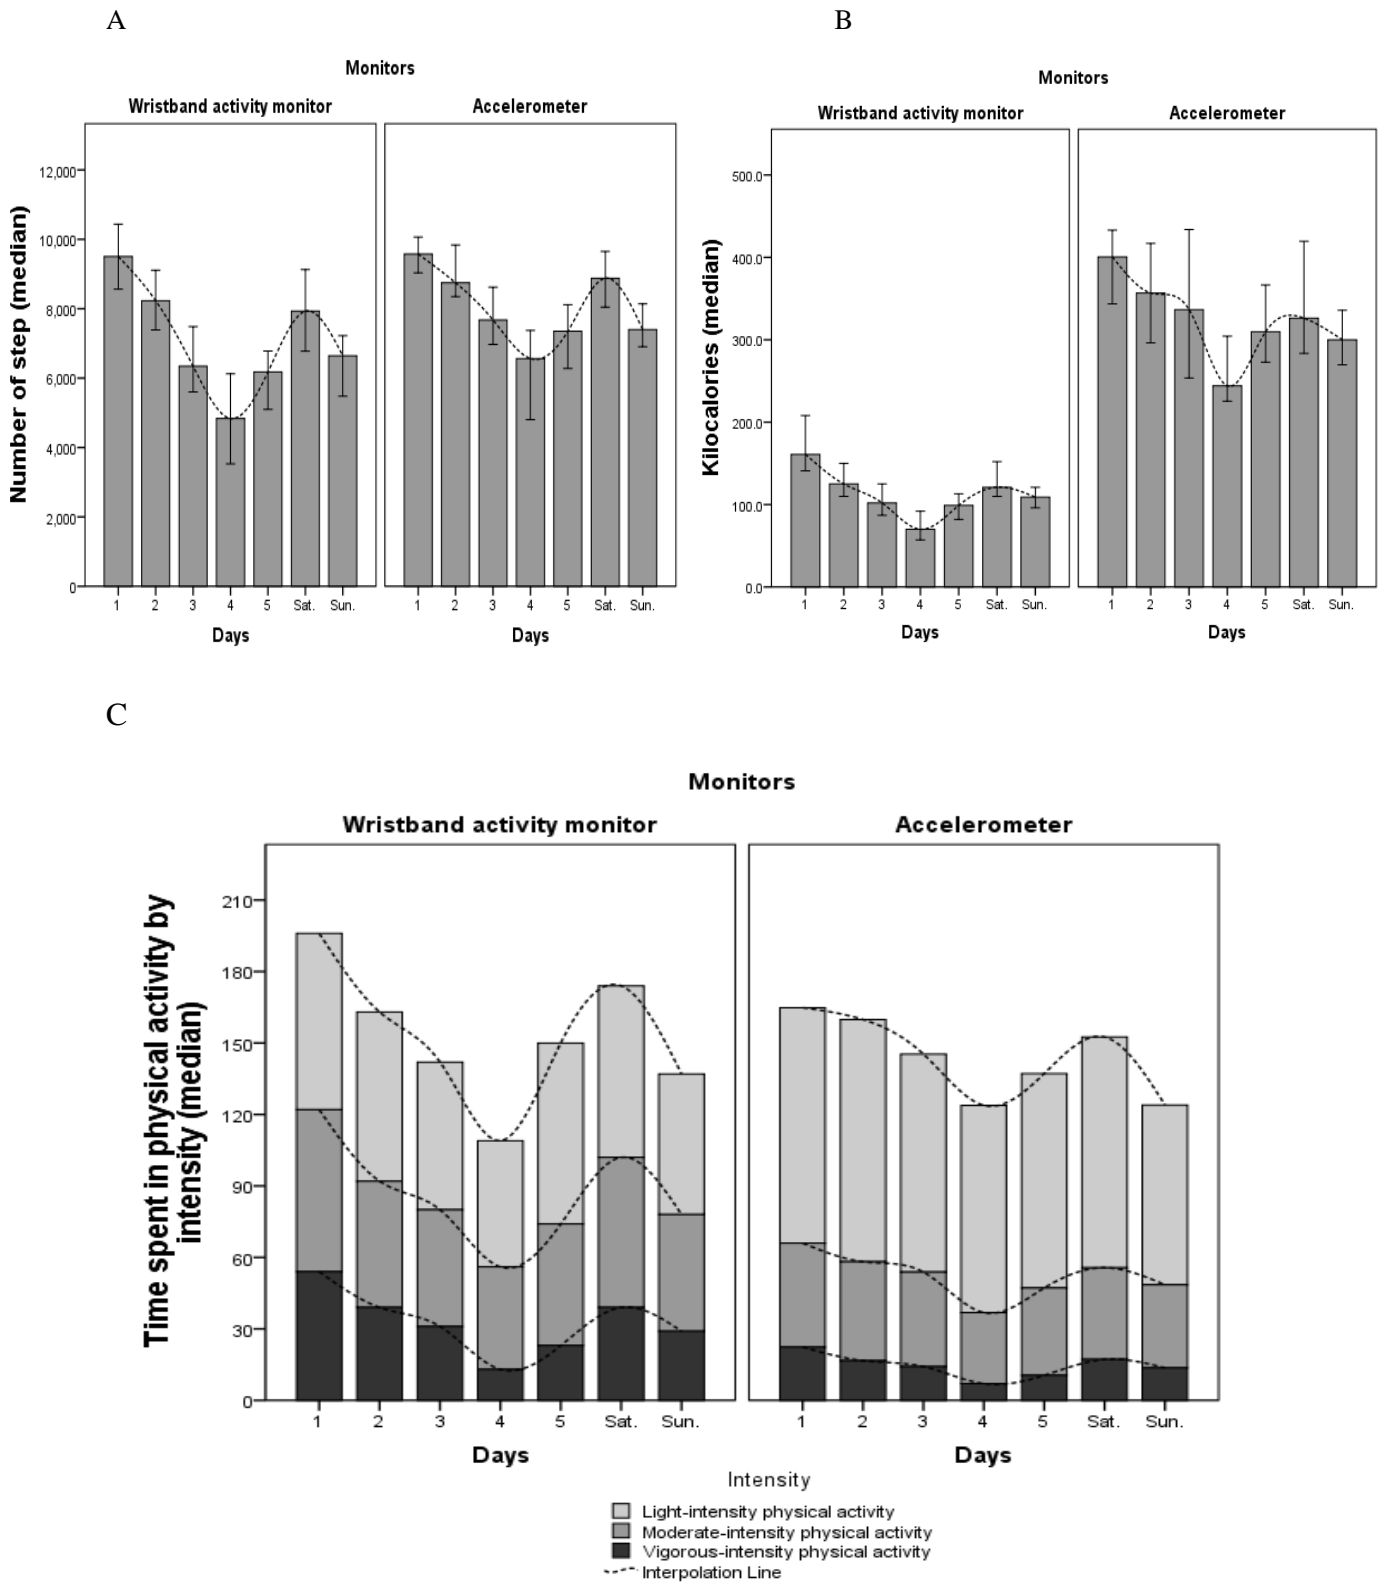 A
B
Monitors
Wristband activity monitor
Accelerometer
Number of step (median)
12,000
10,000
8,000
6,000
4,000
2,000
0
1 2 3 4 5 Sat. Sun.
1 2 3 4 5 Sat. Sun.
Days
Days
Monitors
Wristband activity monitor
Accelerometer
Kilocalories (median)
500.0
400.0
300.0
200.0
100.0
0.0
1 2 3 4 5 Sat. Sun.
1 2 3 4 5 Sat. Sun.
Days
Days
C
Monitors
Wristband activity monitor
Accelerometer
Time spent in physical activity by
intensity (median)
210
180
150
120
90
60
30
0
1 2 3 4 5 Sat. Sun.
1 2 3 4 5 Sat. Sun.
Days
Days
Intensity
Light-intensity physical activity
Moderate-intensity physical activity
Vigorous-intensity physical activity
Interpolation Line